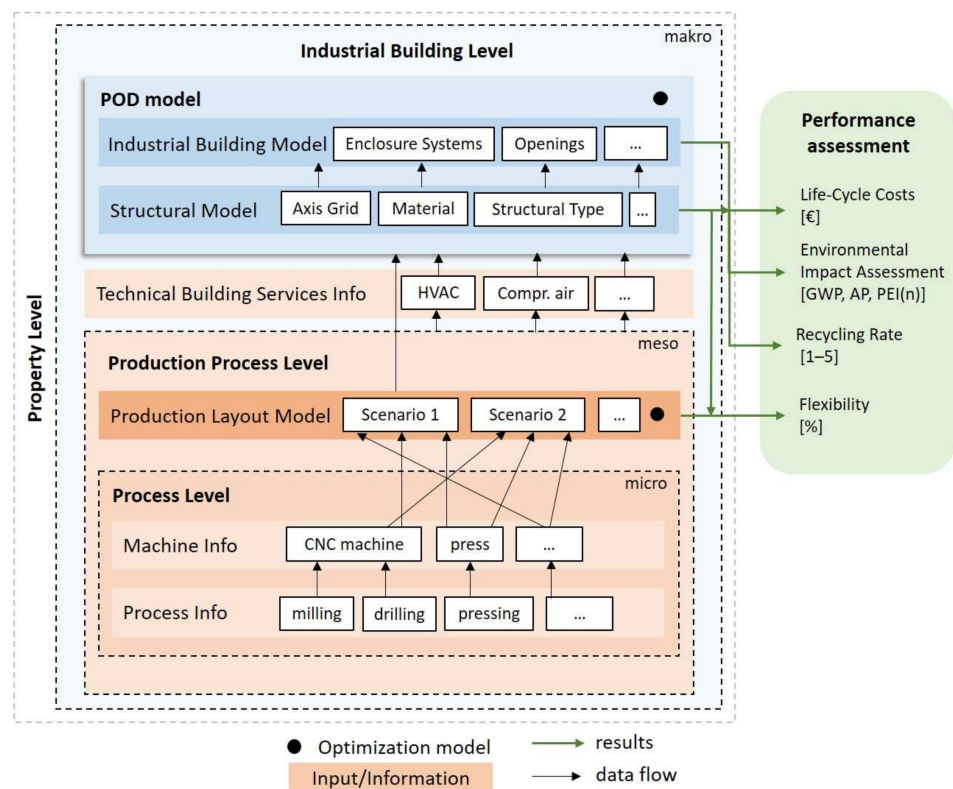 makro
Industrial Building Level
POD model
Industrial Building Model
Enclosure Systems
Openings
...
Structural Model
Axis Grid
Material
Structural Type
...
Technical Building Services Info
HVAC
Compr. air
...
meso
Production Process Level
Production Layout Model
Scenario 1
Scenario 2
...
micro
Process Level
Machine Info
CNC machine
press
...
Process Info
milling
drilling
pressing
...
Property Level
Performance
assessment
Life-Cycle Costs
[€]
Environmental
Impact Assessment
[GWP, AP, PEI(n)]
Recycling Rate
[1–5]
Flexibility
[%]
Optimization model
results
Input/Information
data flow